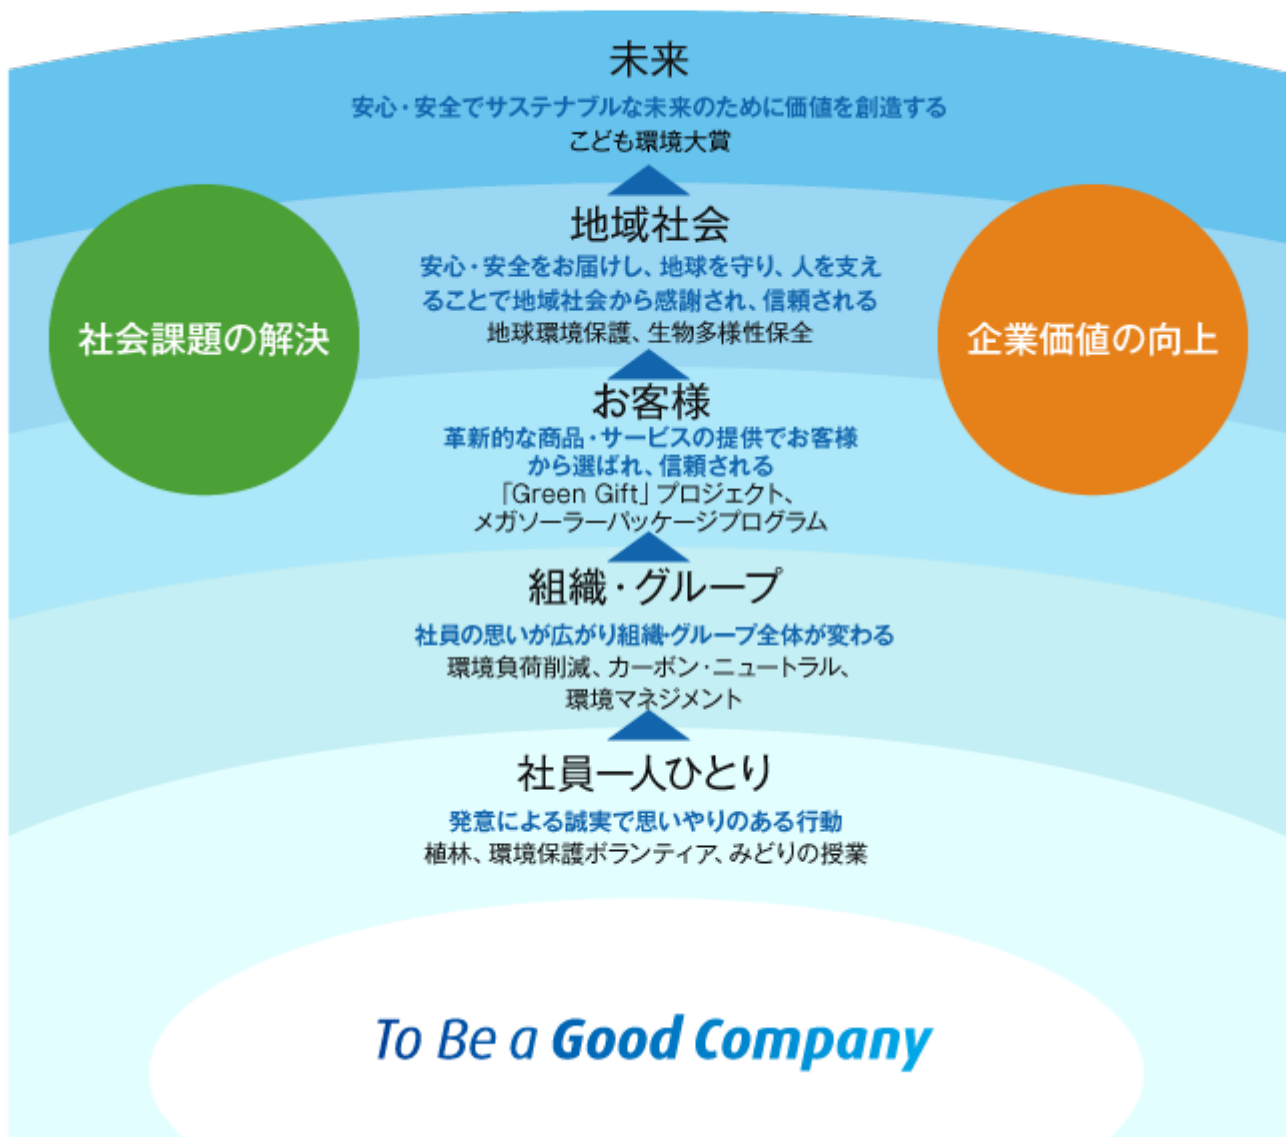 未来
安心・安全でサステナブルな未来のために価値を創造する
こども環境大賞
地域社会
安心・安全をお届けし、地球を守り、人を支え
ることで地域社会から感謝され、信頼される
地球環境保護、生物多様性保全
社会課題の解決
企業価値の向上
お客様
革新的な商品・サービスの提供でお客様
から選ばれ、信頼される
「Green Gift」プロジェクト、
メガソーラーパッケージプログラム
組織・グループ
社員の思いが広がり組織・グループ全体が変わる
環境負荷削減、カーボン・ニュートラル、
環境マネジメント
社員一人ひとり
発意による誠実で思いやりのある行動
植林、環境保護ボランティア、みどりの授業
To Be a Good Company